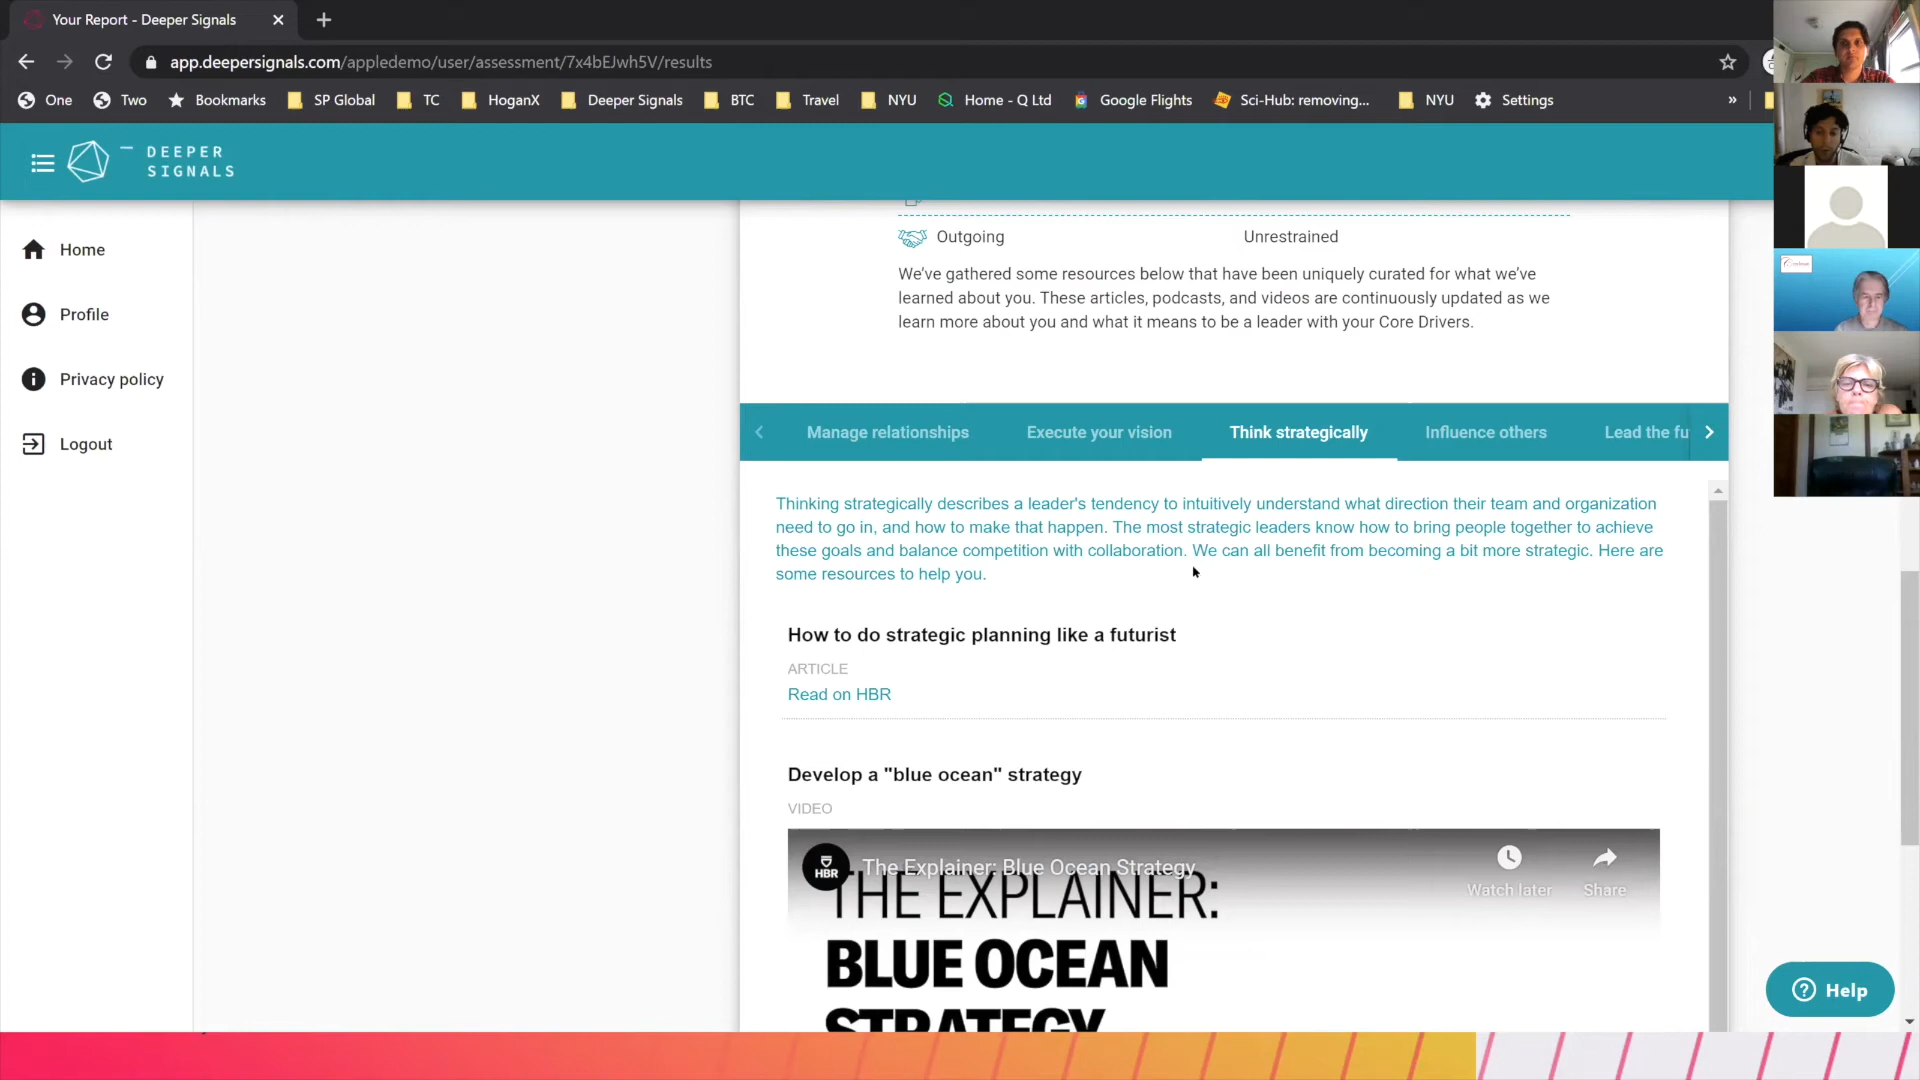 Your Report - Deeper Signals
app.deepersignals.com/appledemo/user/assessment/7x4bEJwh5V/results
One Two Bookmarks SP Global TC HoganX Deeper Signals BTC Travel NYU Home - Q Ltd Google Flights Sci-Hub: removing... NYU Settings »
DEEPER
SIGNALS
Home
Profile
Privacy policy
Logout
Outgoing Unrestrained
We've gathered some resources below that have been uniquely curated for what we've
learned about you. These articles, podcasts, and videos are continuously updated as we
learn more about you and what it means to be a leader with your Core Drivers.
Manage relationships Execute your vision Think strategically Influence others Lead the fu
Thinking strategically describes a leader's tendency to intuitively understand what direction their team and organization
need to go in, and how to make that happen. The most strategic leaders know how to bring people together to achieve
these goals and balance competition with collaboration. We can all benefit from becoming a bit more strategic. Here are
some resources to help you.
How to do strategic planning like a futurist
ARTICLE
Read on HBR
Develop a "blue ocean" strategy
VIDEO
HBR
The Explainer: Blue Ocean Strategy
Watch later
Share
THE EXPLAINER:
BLUE OCEAN
STRATEGY
Help